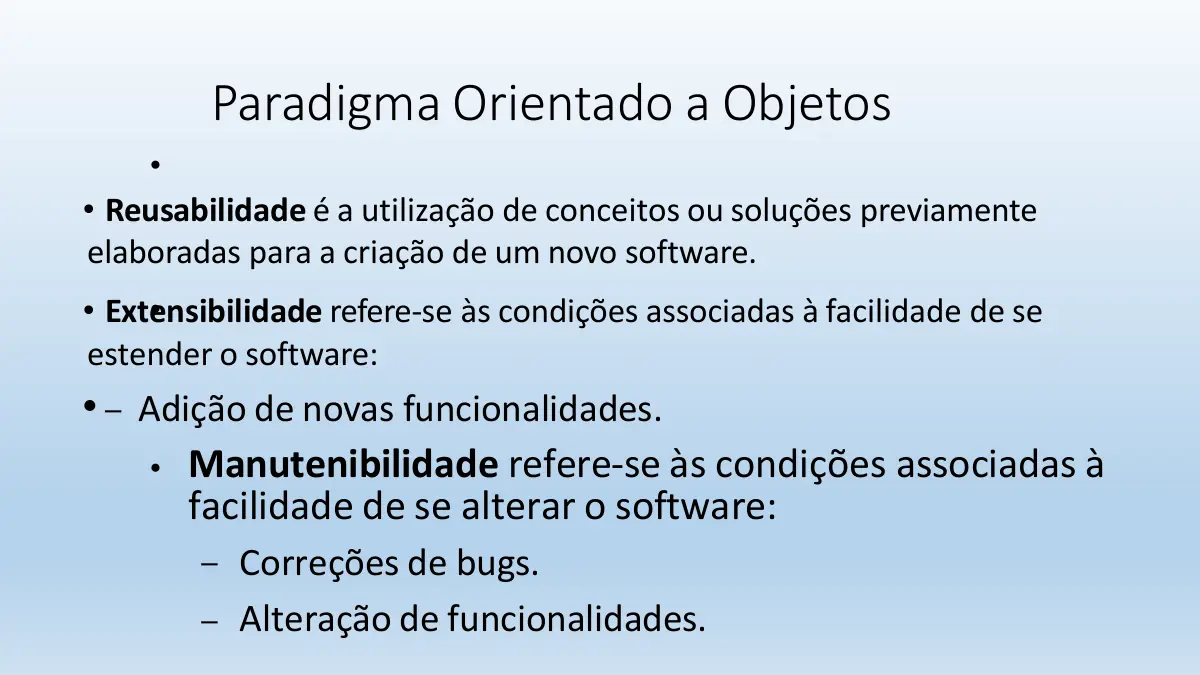 Paradigma Orientado a Objetos
•
• Reusabilidade é a utilização de conceitos ou soluções previamente
elaboradas para a criação de um novo software.
• Extensibilidade refere-se às condições associadas à facilidade de se
estender o software:
• – Adição de novas funcionalidades.
• Manutenibilidade refere-se às condições associadas à
facilidade de se alterar o software:
– Correções de bugs.
– Alteração de funcionalidades.